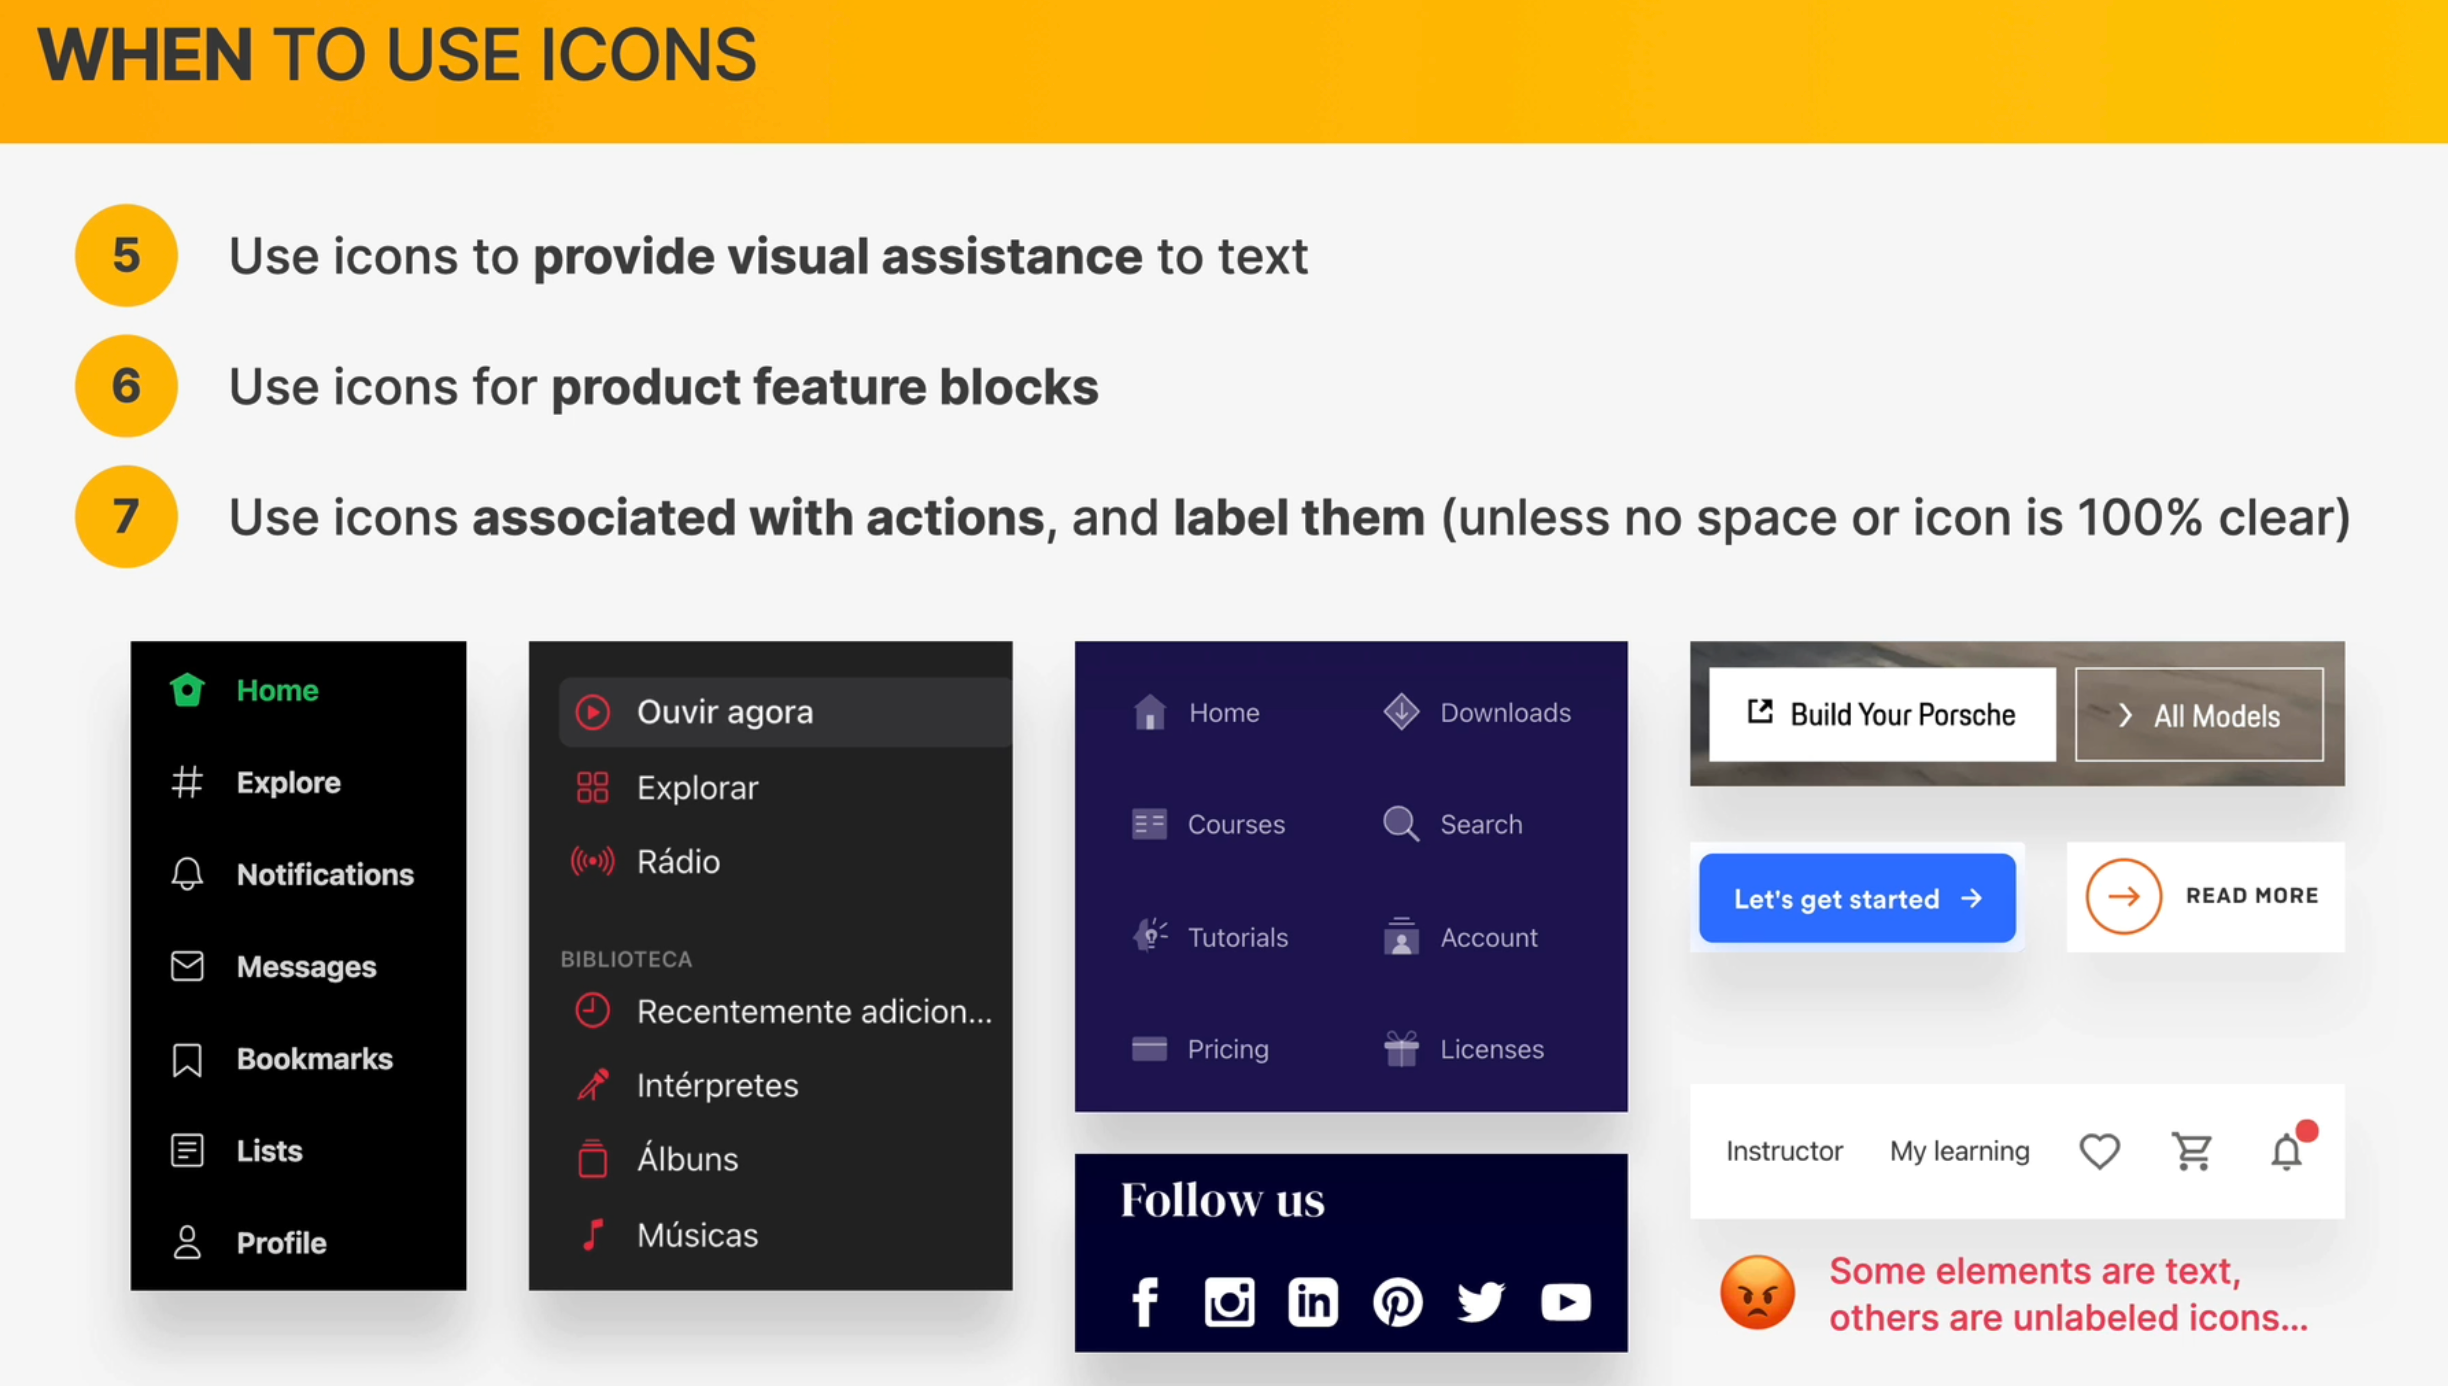 WHEN TO USE ICONS
5 Use icons to provide visual assistance to text
6 Use icons for product feature blocks
7 Use icons associated with actions, and label them (unless no space or icon is 100% clear)
Home
Explore
Notifications
Messages
Bookmarks
Lists
Profile
Ouvir agora
Explorar
Rádio
BIBLIOTECA
Recentemente adicion...
Intérpretes
Álbuns
Músicas
Home
Downloads
Courses
Search
Tutorials
Account
Pricing
Licenses
Follow us
Build Your Porsche
All Models
Let's get started
READ MORE
Instructor
My learning
Some elements are text,
others are unlabeled icons...